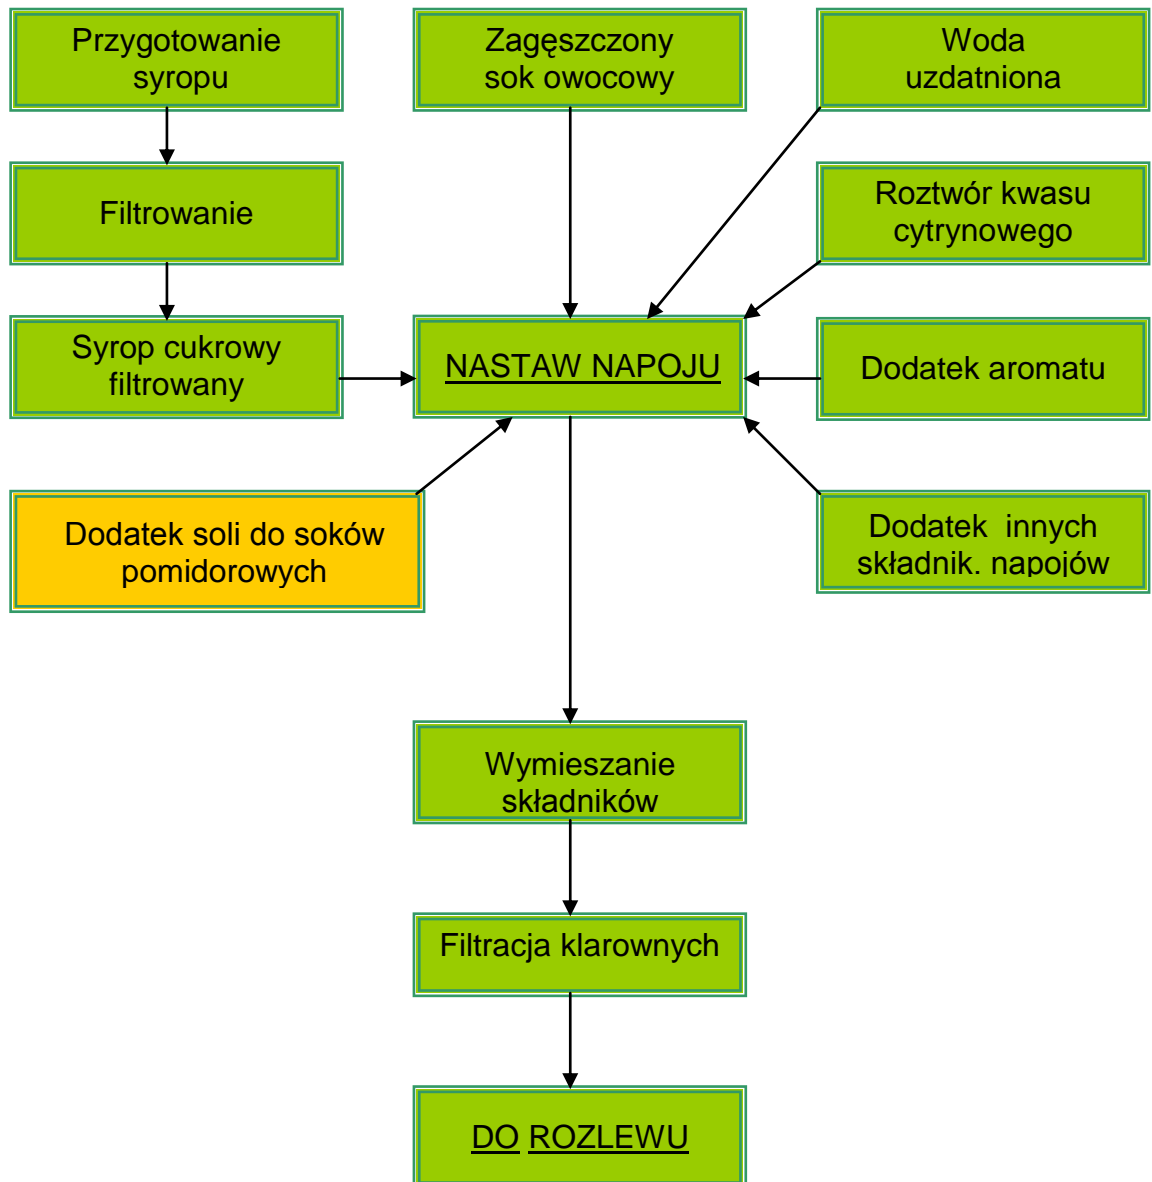 Przygotowanie
syropu
Zagęszczony
sok owocowy
Woda
uzdatniona
Filtrowanie
Roztwór kwasu
cytrynowego
Syrop cukrowy
filtrowany
NASTAW NAPOJU
Dodatek aromatu
Dodatek soli do soków
pomidorowych
Dodatek innych
składnik. napojów
Wymieszanie
składników
Filtracja klarownych
DO ROZLEWU